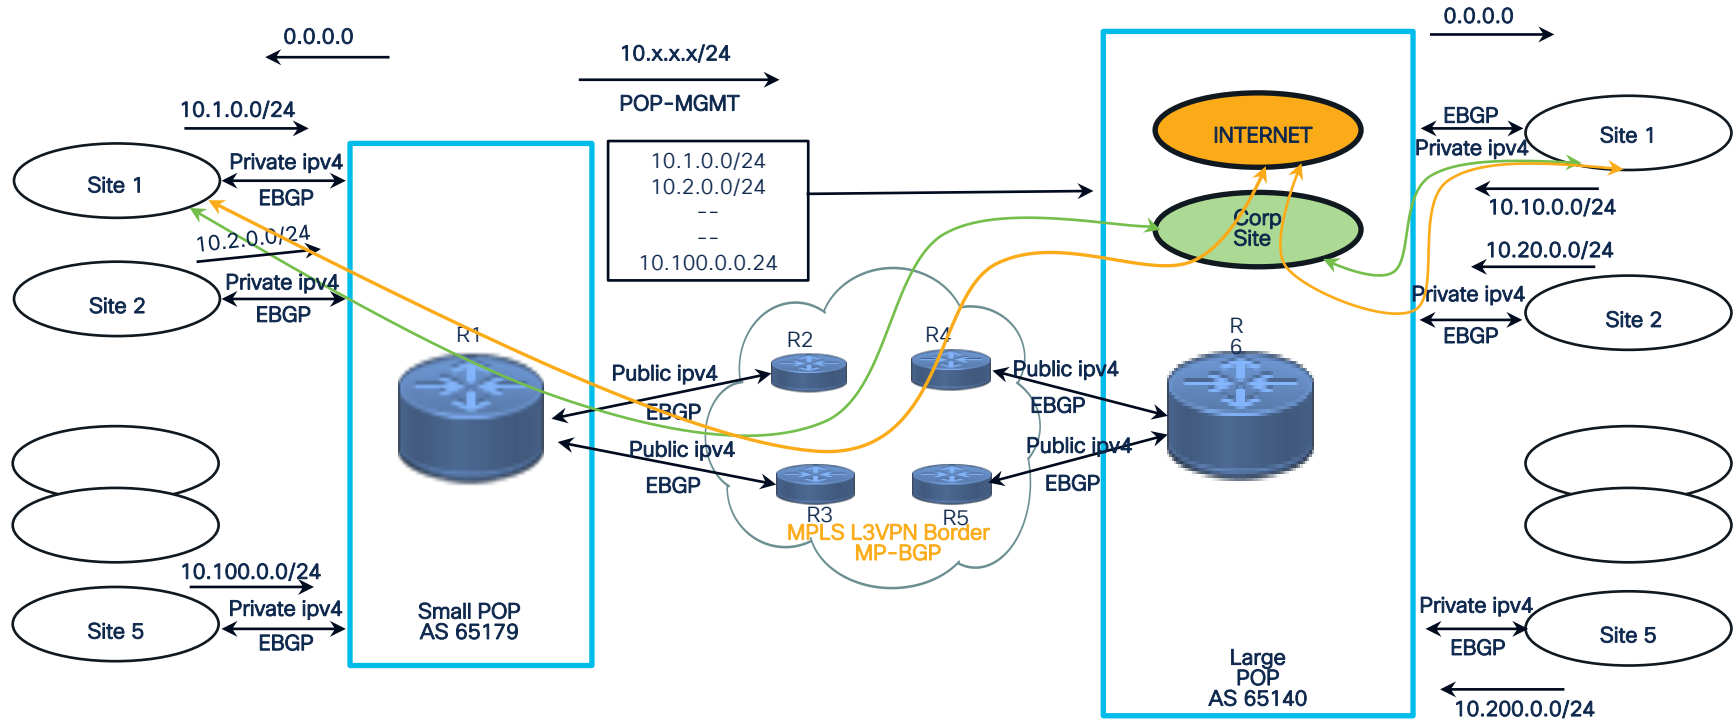 0.0.0.0
10.x.x.x/24
POP-MGMT
0.0.0.0
10.1.0.0/24
Private ipv4
EBGP
Site 1
10.2.0.0/24
Private ipv4
EBGP
Site 2
10.1.0.0/24
10.2.0.0/24
--
--
10.100.0.0.24
INTERNET
Corp
Site
EBGP
Private ipv4
Site 1
10.10.0.0/24
10.20.0.0/24
Private ipv4
EBGP
Site 2
R1
R2
R4
R
6
Public ipv4
EBGP
Public ipv4
EBGP
Public ipv4
EBGP
Public ipv4
EBGP
R3
R5
MPLS L3VPN Border
MP-BGP
10.100.0.0/24
Private ipv4
EBGP
Site 5
Small POP
AS 65179
Large
POP
AS 65140
Private ipv4
EBGP
Site 5
10.200.0.0/24